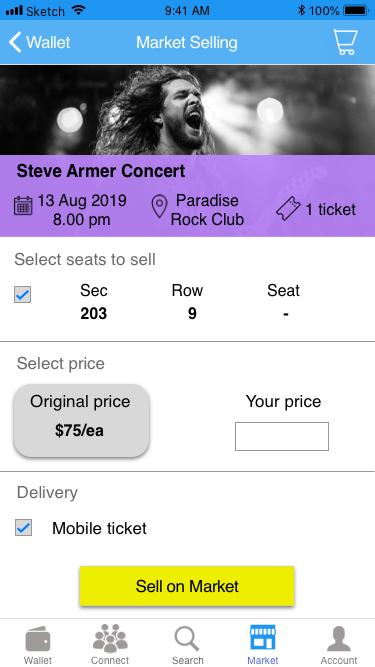 Sketch 9:41 AM 100%
Wallet Market Selling
Steve Armer Concert
13 Aug 2019 8.00 pm
Paradise Rock Club
1 ticket
Select seats to sell
Sec Row Seat
203 9 -
Select price
Original price Your price
$75/ea
Delivery
Mobile ticket
Sell on Market
Wallet Connect Search Market Account